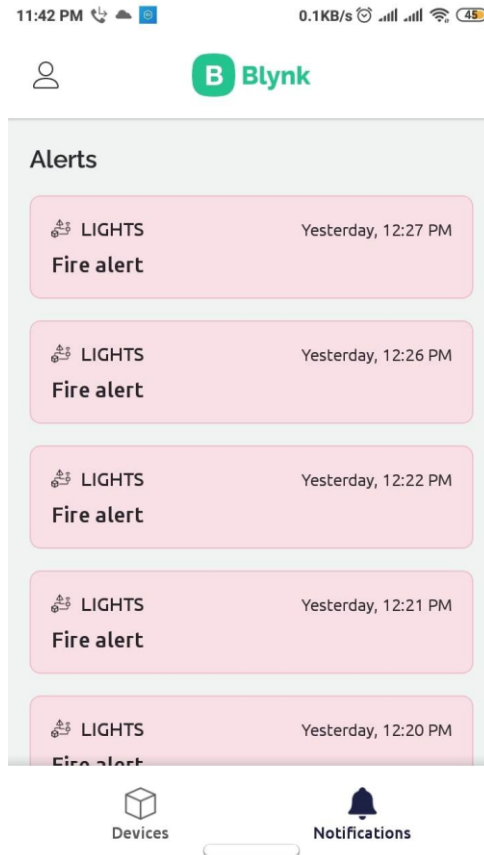 11:42 PM 0.1KB/s 45
B Blynk
Alerts
LIGHTS Yesterday, 12:27 PM
Fire alert
LIGHTS Yesterday, 12:26 PM
Fire alert
LIGHTS Yesterday, 12:22 PM
Fire alert
LIGHTS Yesterday, 12:21 PM
Fire alert
LIGHTS Yesterday, 12:20 PM
Fire alert
Devices Notifications